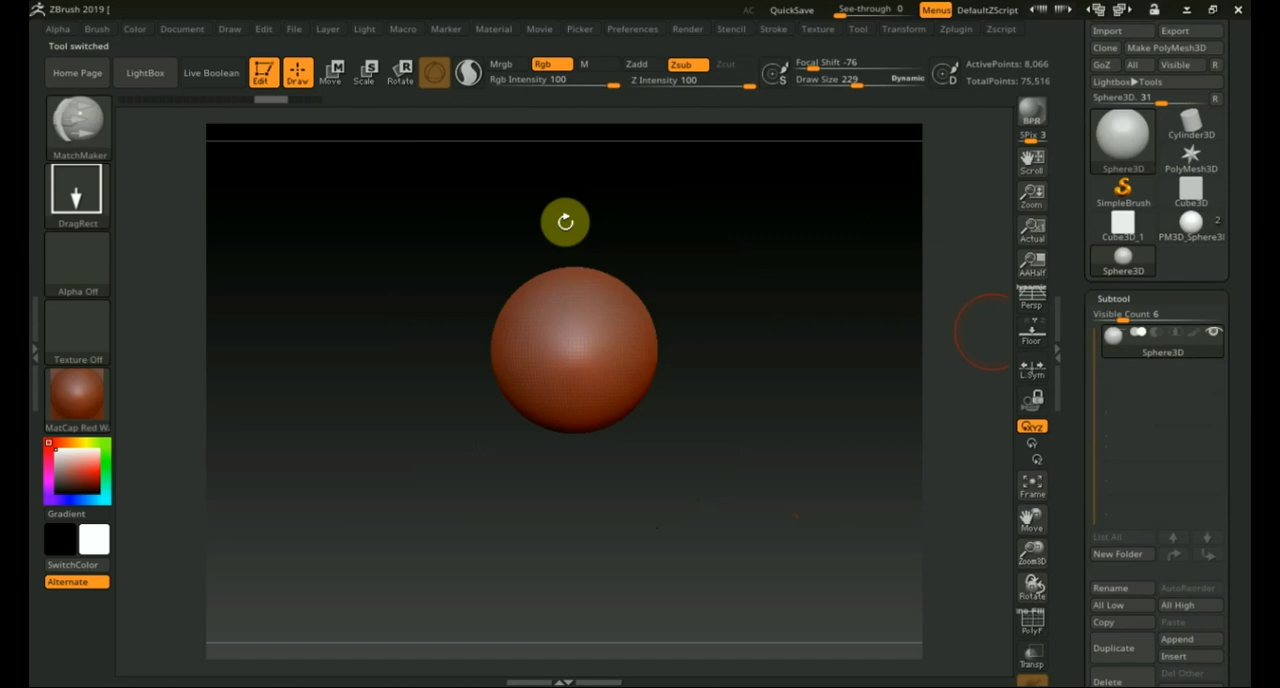 ZBrush 2019 [
AC QuickSave See-through 0 Menus DefaultZScript
Alpha Brush Color Document Draw Edit File Layer Light Macro Marker Material Movie Picker Preferences Render Stencil Stroke Texture Tool Transform Zplugin Zscript
Tool switched
Home Page LightBox Live Boolean Edit Draw Move Scale Rotate
Mrgb Rgb M Zadd Zsub Zcut
Rgb Intensity 100 Z Intensity 100
S Focal Shift -76
Draw Size 229 Dynamic D
ActivePoints: 8,066
TotalPoints: 75,516
MatchMaker
DragRect
Alpha Off
Texture Off
MatCap Red Wa
Gradient
SwitchColor
Alternate
BPR
SPix 3
Scroll
Zoom
Actual
AAHalf
Dynamic
Persp
Floor
L.Sym
XYZ
Frame
Move
Zoom3D
Rotate
Line Fill
PolyF
Transp
Import Export
Clone Make PolyMesh3D
GoZ All Visible R
Lightbox▶Tools
Sphere3D. 31 R
Sphere3D Cylinder3D
PolyMesh3D
SimpleBrush Cube3D
Cube3D_1 2 PM3D_Sphere3I
Sphere3D
Subtool
Visible Count 6
Sphere3D
List All
New Folder
Rename AutoReorder
All Low All High
Copy Paste
Duplicate Append
Insert
Delete Del Other